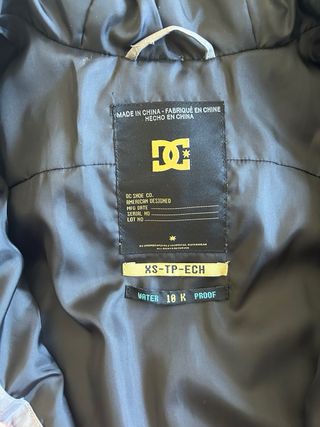 MADE IN CHINA - FABRIQUÉ EN CHINE
HECHO EN CHINA
DC
DC SHOE CO.
AMERICAN DESIGNED
MFG DATE
SERIAL NO
LOT NO
XS-TP-ECH
WATER 10 K PROOF